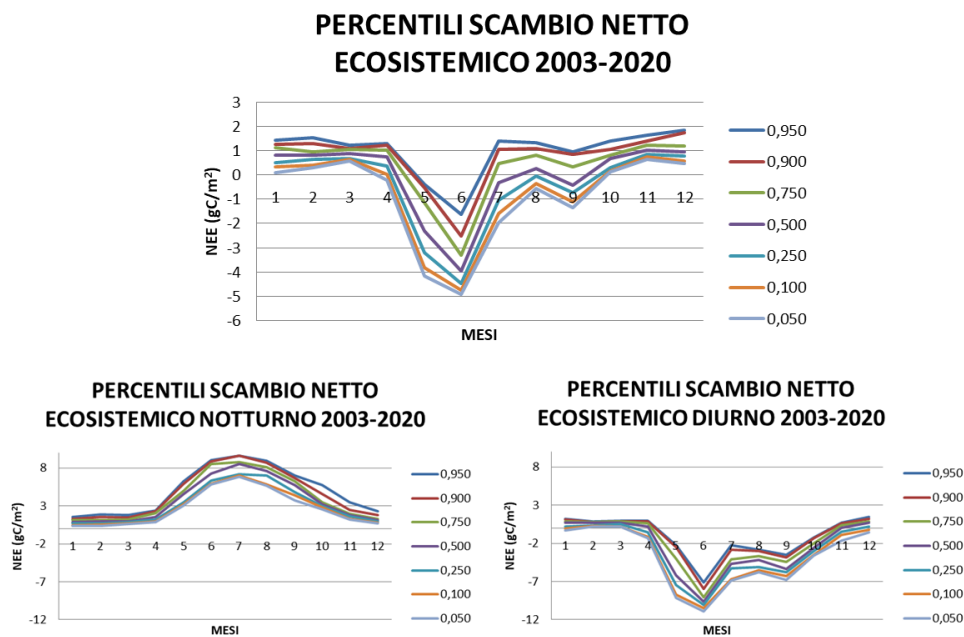 PERCENTILI SCAMBIO NETTO
ECOSISTEMICO 2003-2020
3
2
1
0
-1
-2
-3
-4
-5
-6
NEE (gC/m²)
1 2 3 4 5 6 7 8 9 10 11 12
MESI
0,950
0,900
0,750
0,500
0,250
0,100
0,050
PERCENTILI SCAMBIO NETTO
ECOSISTEMICO NOTTURNO 2003-2020
8
3
-2
-7
-12
NEE (gC/m²)
1 2 3 4 5 6 7 8 9 10 11 12
MESI
0,950
0,900
0,750
0,500
0,250
0,100
0,050
PERCENTILI SCAMBIO NETTO
ECOSISTEMICO DIURNO 2003-2020
8
3
-2
-7
-12
NEE (gC/m²)
1 2 3 4 5 6 7 8 9 10 11 12
MESI
0,950
0,900
0,750
0,500
0,250
0,100
0,050